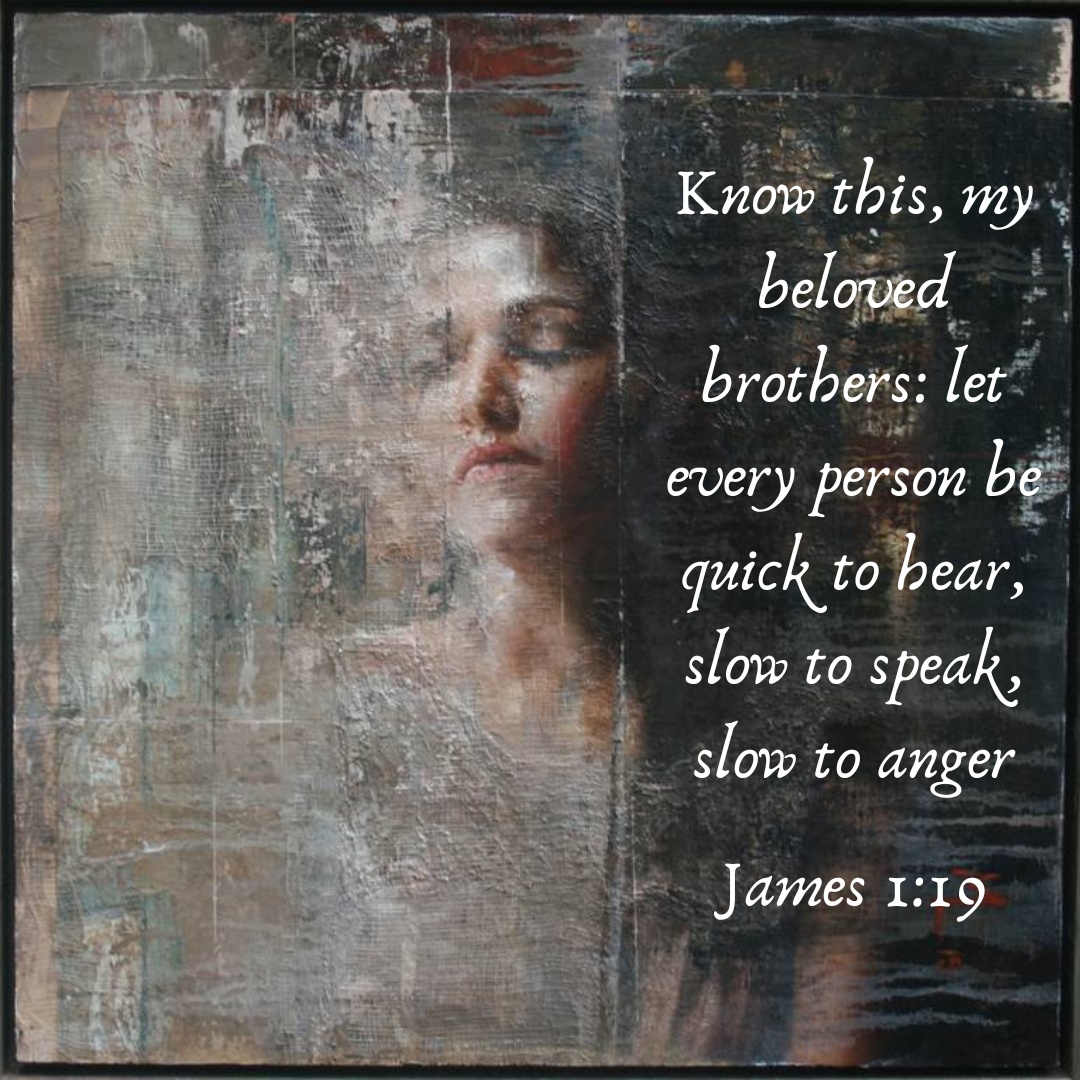 Know this, my
beloved
brothers: let
every person be
quick to hear,
slow to speak,
slow to anger
James 1:19